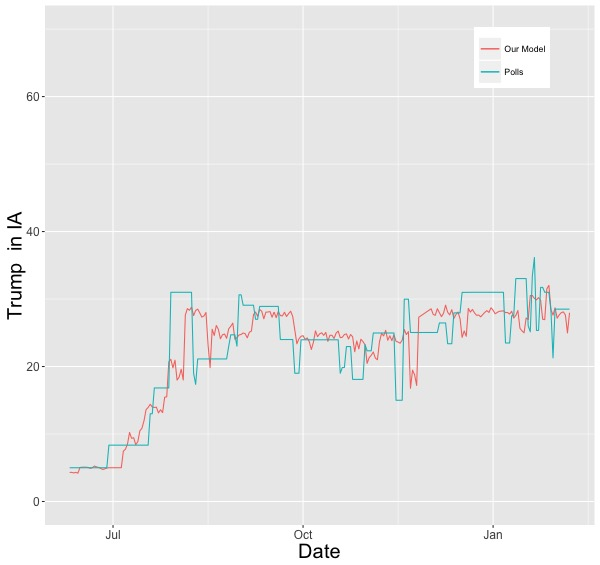 Our Model
Polls
60
40
20
0
Trump in IA
Jul
Oct
Jan
Date